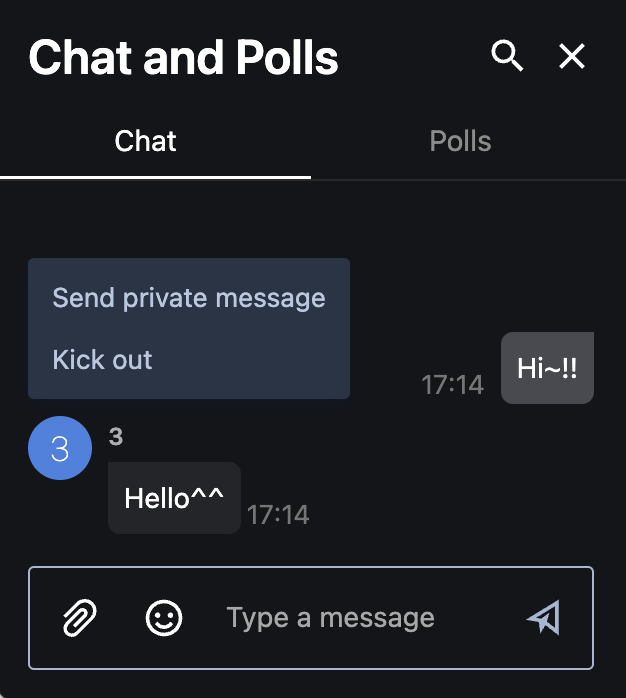 Chat and Polls
Chat Polls
Send private message
Kick out
Hi~!!
17:14
3
3
Hello^^
17:14
Type a message